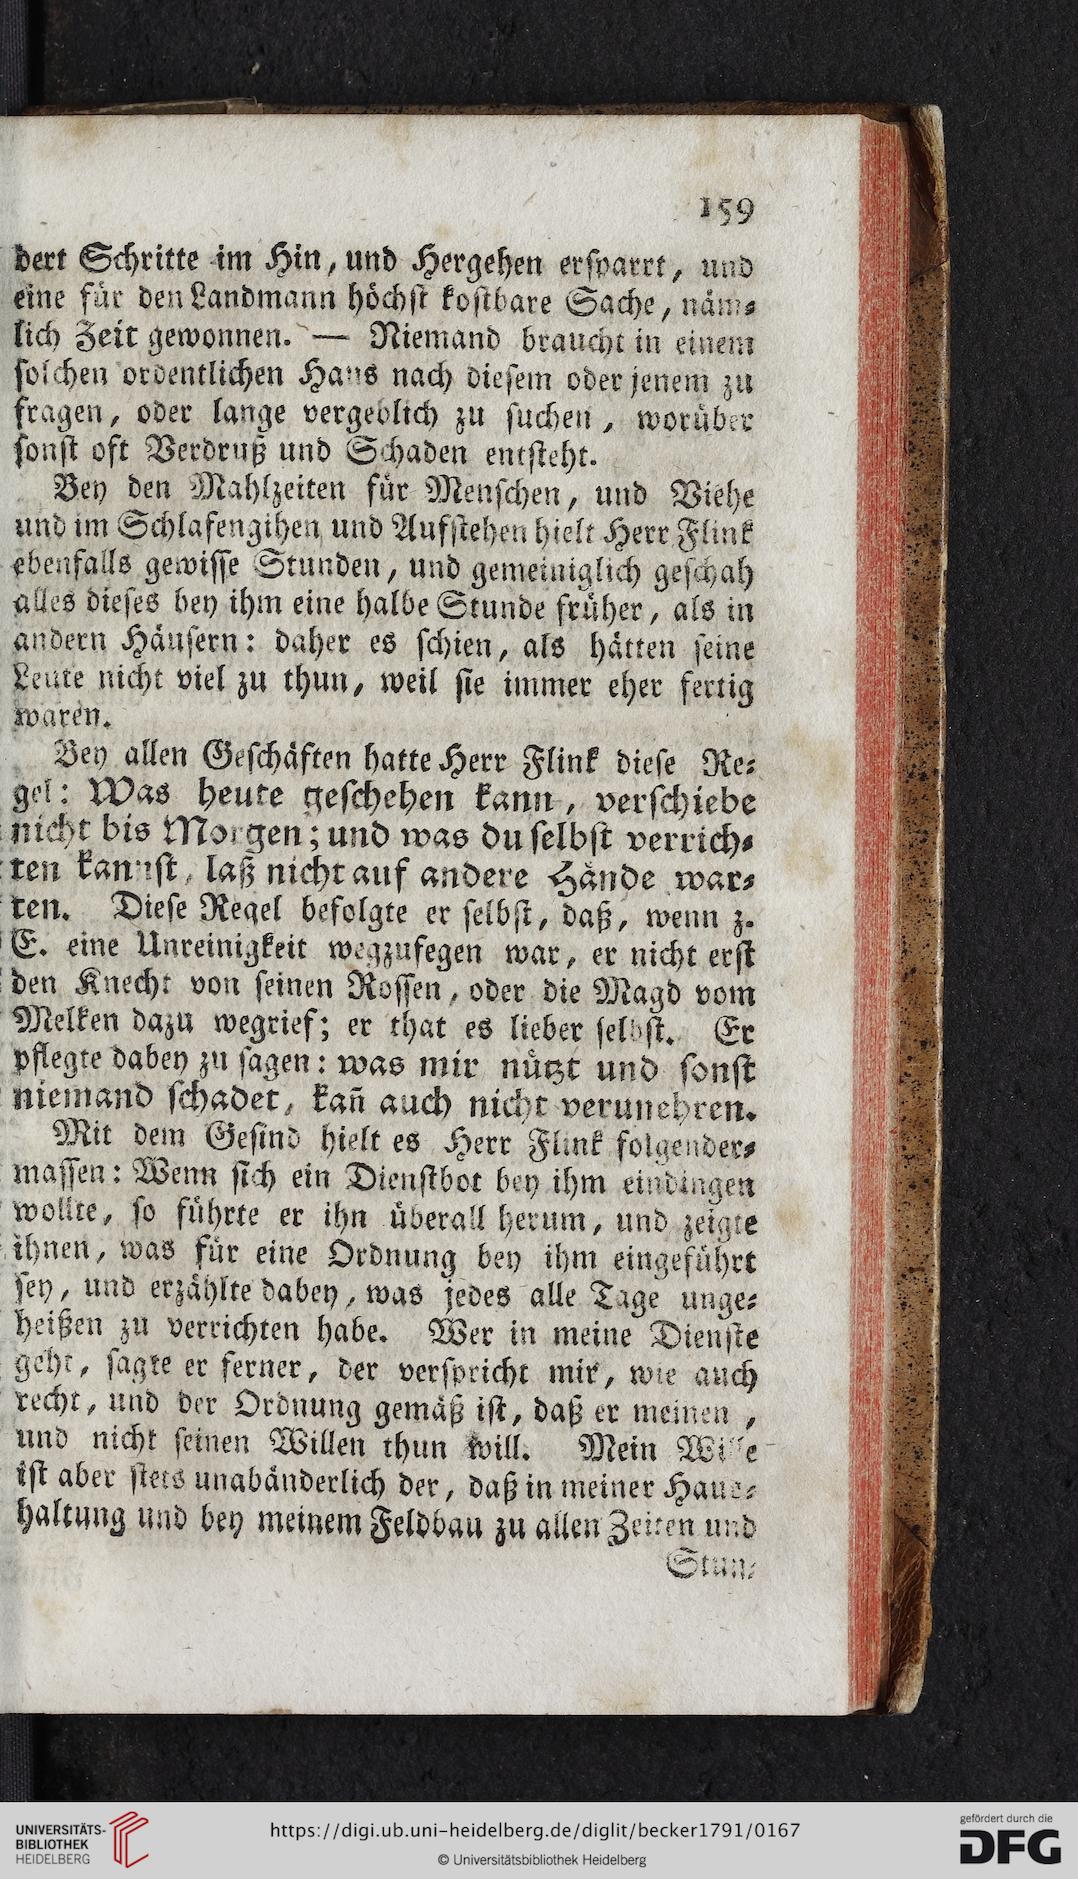 159
dert Schritte im Hin, und Hergehen ersparrt, und
eine für den Landmann höchst kostbare Sache, näm⸗
lich Zeit gewonnen. — Niemand braucht in einem
solchen ordentlichen Haus nach diesem oder jenem zu
fragen, oder lange vergeblich zu suchen, worüber
sonst oft Verdruß und Schaden entsteht.
Bey den Mahlzeiten für Menschen, und Viehe
und im Schlafengihen und Aufstehen hielt Herr Flink
ebenfalls gewisse Stunden, und gemeiniglich geschah
alles dieses bey ihm eine halbe Stunde früher, als in
andern Häusern: daher es schien, als hätten seine
Leute nicht viel zu thun, weil sie immer eher fertig
waren.
Bey allen Geschäften hatte Herr Flink diese Re⸗
gel: Was heute geschehen kann, verschiebe
nicht bis Morgen; und was du selbst verrich⸗
ten kannst, laß nicht auf andere Hände war⸗
ten. Diese Regel befolgte er selbst, daß, wenn z.
E. eine Unreinigkeit wegzufegen war, er nicht erst
den Knecht von seinen Rossen, oder die Magd vom
Melken dazu wegrief; er that es lieber selbst. Er
pflegte dabey zu sagen: was mir nützt und sonst
niemand schadet, kañ auch nicht verunehren.
Mit dem Gesind hielt es Herr Flink folgender⸗
massen: Wenn sich ein Dienstbot bey ihm eindingen
wollte, so führte er ihn überall herum, und zeigte
ihnen, was für eine Ordnung bey ihm eingeführt
sey, und erzählte dabey, was jedes alle Tage unge⸗
heißen zu verrichten habe. Wer in meine Dienste
geht, sagte er ferner, der verspricht mir, wie auch
recht, und der Ordnung gemäß ist, daß er meinen,
und nicht seinen Willen thun will. Mein Wille
ist aber stets unabänderlich der, daß in meiner Haus⸗
haltung und bey meinem Feldbau zu allen Zeiten und
Stun⸗
UNIVERSITÄTS-
BIBLIOTHEK
HEIDELBERG
https://digi.ub.uni-heidelberg.de/diglit/becker1791/0167
© Universitätsbibliothek Heidelberg
gefördert durch die
DFG